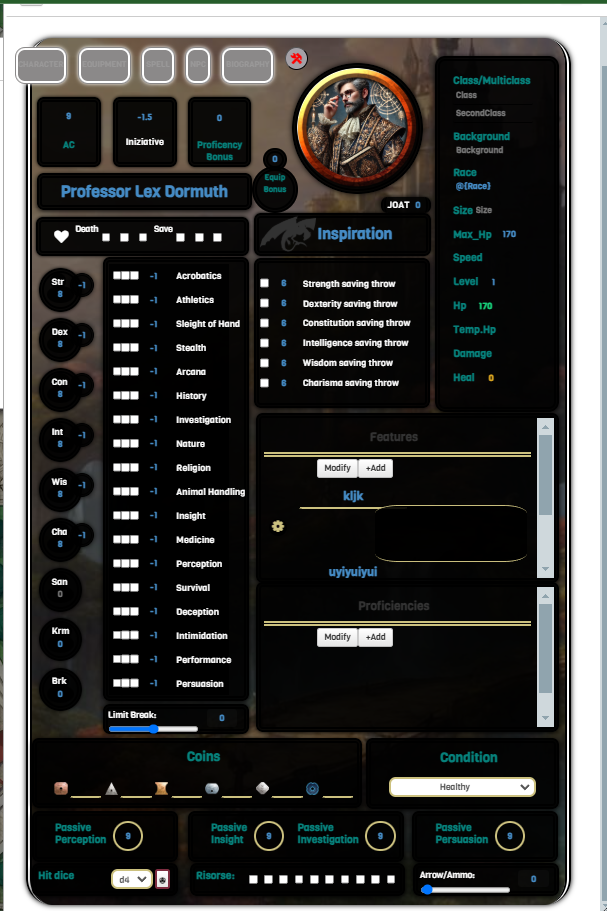 CHARACTER EQUIPMENT SPELL NPC BIOGRAPHY
9
AC
-1.5
Iniziative
0
Proficency
Bonus
0
Equip
Bonus
Professor Lex Dormuth
JOAT 0
Death
Save
Inspiration
Class/Multiclass
Class
SecondClass
Background
Background
Race
@{Race}
Size Size
Max_Hp 170
Speed
Level 1
Hp 170
Temp.Hp
Damage
Heal 0
Str
8
-1
Dex
8
-1
Con
8
-1
Int
8
-1
Wis
8
-1
Cha
8
-1
San
0
Krm
0
Brk
0
-1 Acrobatics
-1 Athletics
-1 Sleight of Hand
-1 Stealth
-1 Arcana
-1 History
-1 Investigation
-1 Nature
-1 Religion
-1 Animal Handling
-1 Insight
-1 Medicine
-1 Perception
-1 Survival
-1 Deception
-1 Intimidation
-1 Performance
-1 Persuasion
Limit Break: 0
6 Strength saving throw
6 Dexterity saving throw
6 Constitution saving throw
6 Intelligence saving throw
6 Wisdom saving throw
6 Charisma saving throw
Features
Modify +Add
kljk
uyiyuiyui
Proficiencies
Modify +Add
Coins
Condition
Healthy
Passive
Perception
9
Passive
Insight
9
Passive
Investigation
9
Passive
Persuasion
9
Hit dice
d4
Risorse:
Arrow/Ammo:
0